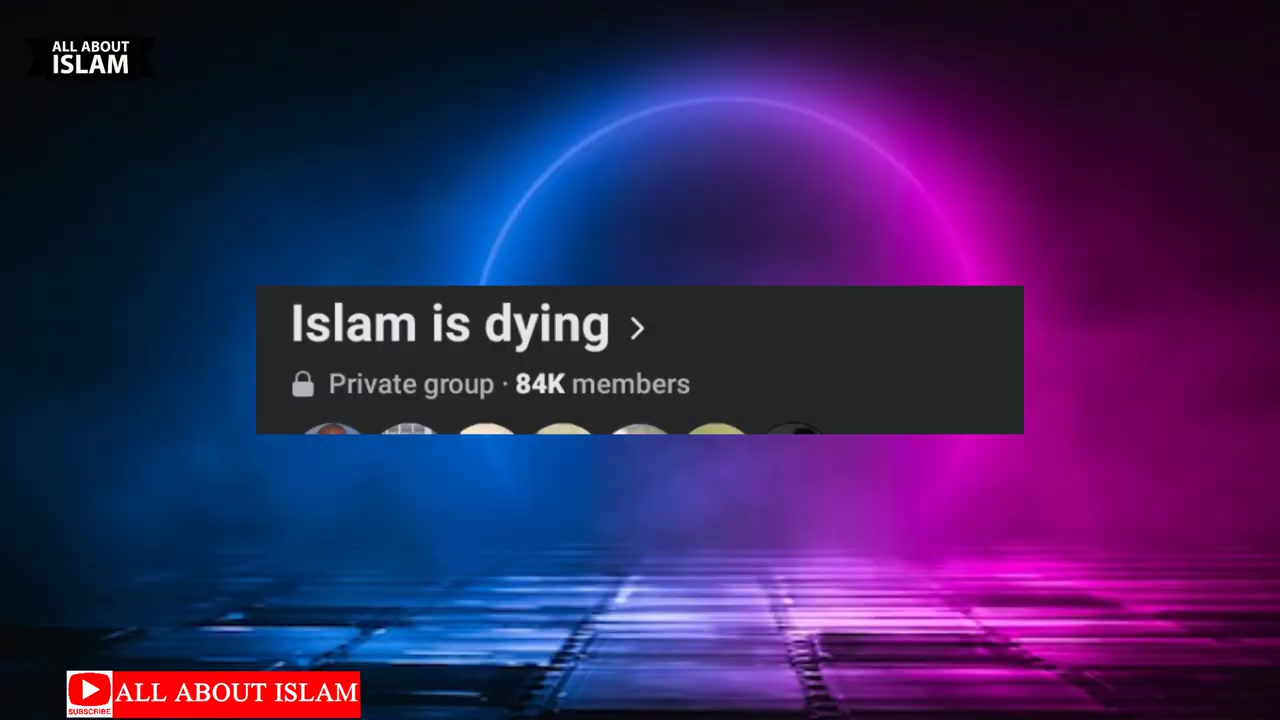 ALL ABOUT
ISLAM
Islam is dying >
Private group · 84K members
SUBSCRIBE
ALL ABOUT ISLAM